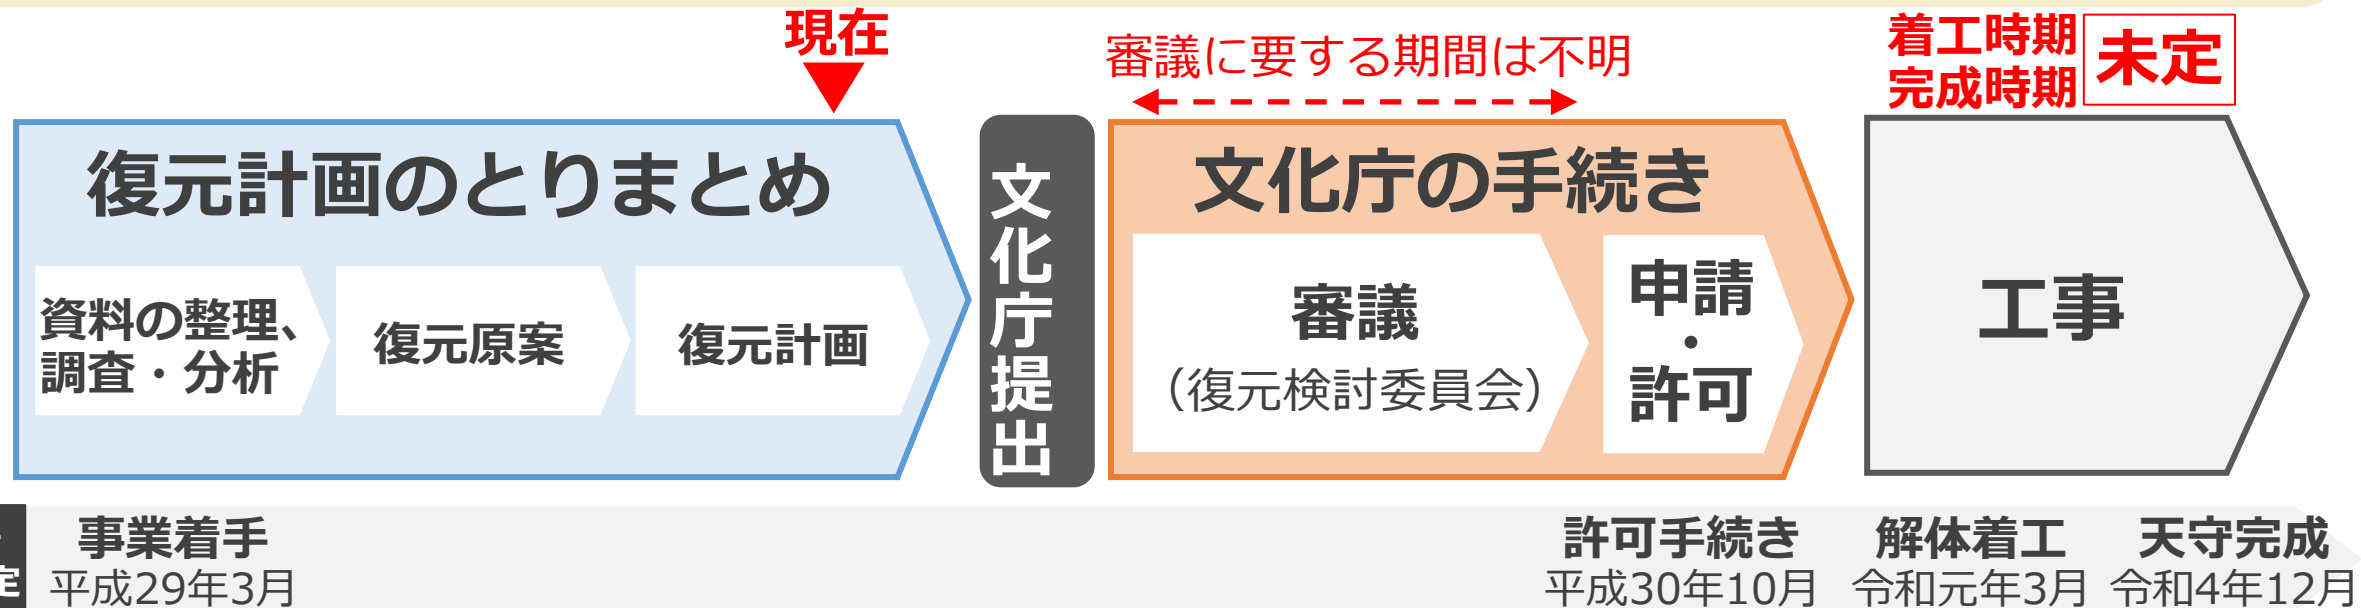 現在
審議に要する期間は不明
着工時期
完成時期
未定
復元計画のとりまとめ
資料の整理、
調査・分析
復元原案
復元計画
文化庁提出
文化庁の手続き
審議
（復元検討委員会）
申請
・
許可
工事
定
事業着手
平成29年3月
許可手続き
平成30年10月
解体着工
令和元年3月
天守完成
令和4年12月